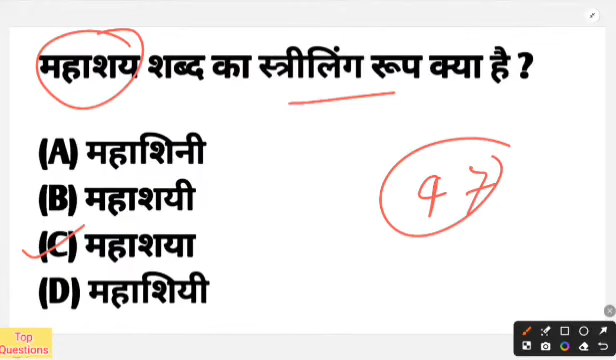 महाशय शब्द का स्त्रीलिंग रूप क्या है ?
(A) महाशिनी
(B) महाशयी
(C) महाशया
(D) महाशियी
47
Top
Questions